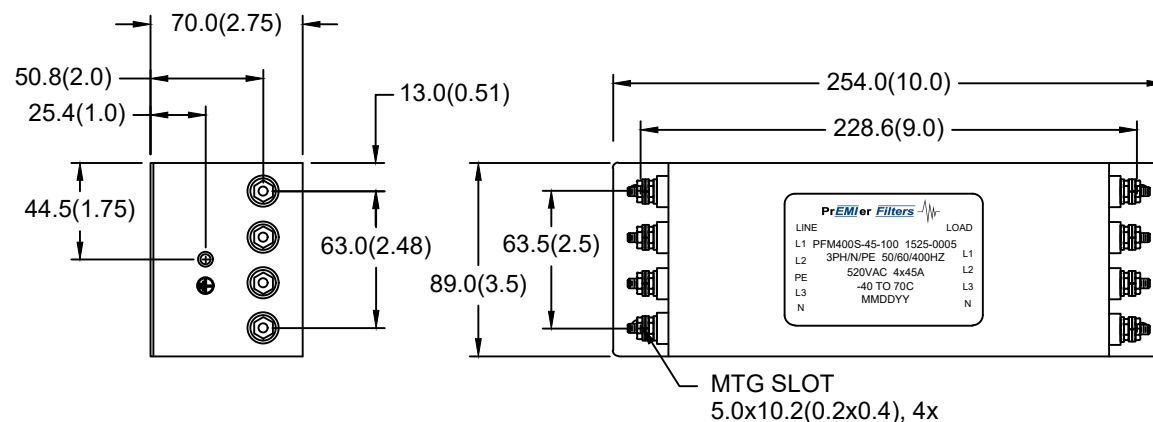 70.0(2.75)
50.8(2.0)
25.4(1.0)
13.0(0.51)
44.5(1.75)
63.0(2.48)
254.0(10.0)
228.6(9.0)
63.5(2.5)
89.0(3.5)
PrEMIer Filters
LINE LOAD
L1 PFM400S-45-100 1525-0005 L1
L2 3PH/N/PE 50/60/400HZ L2
PE 520VAC 4x45A L3
L3 -40 TO 70C N
N MMDDYY
MTG SLOT
5.0x10.2(0.2x0.4), 4x